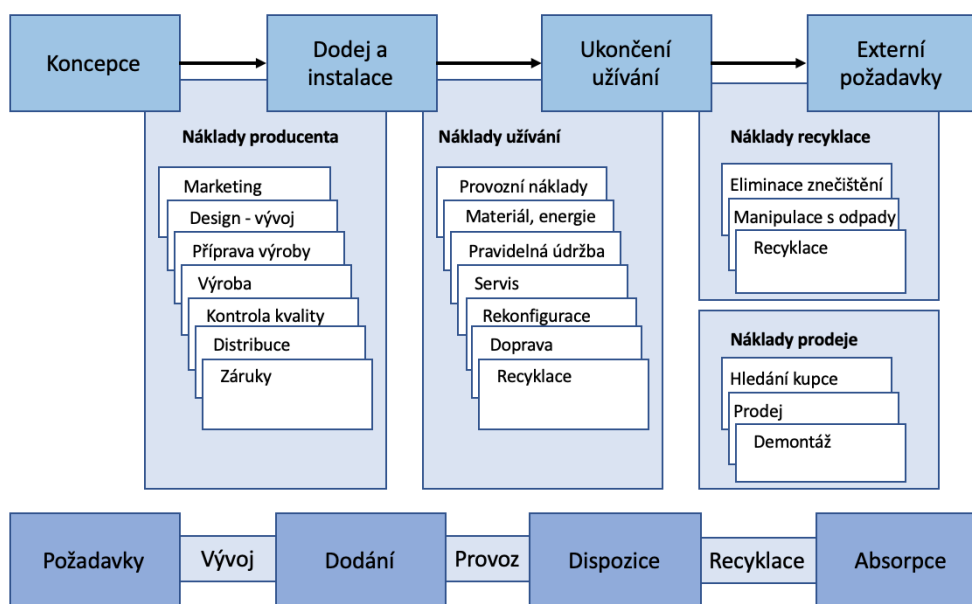 Koncepce
Dodej a
instalace
Ukončení
užívání
Externí
požadavky
Náklady producenta
Marketing
Design - vývoj
Příprava výroby
Výroba
Kontrola kvality
Distribuce
Záruky
Náklady užívání
Provozní náklady
Materiál, energie
Pravidelná údržba
Servis
Rekonfigurace
Doprava
Recyklace
Náklady recyklace
Eliminace znečištění
Manipulace s odpady
Recyklace
Náklady prodeje
Hledání kupce
Prodej
Demontáž
Požadavky
Vývoj
Dodání
Provoz
Dispozice
Recyklace
Absorpce